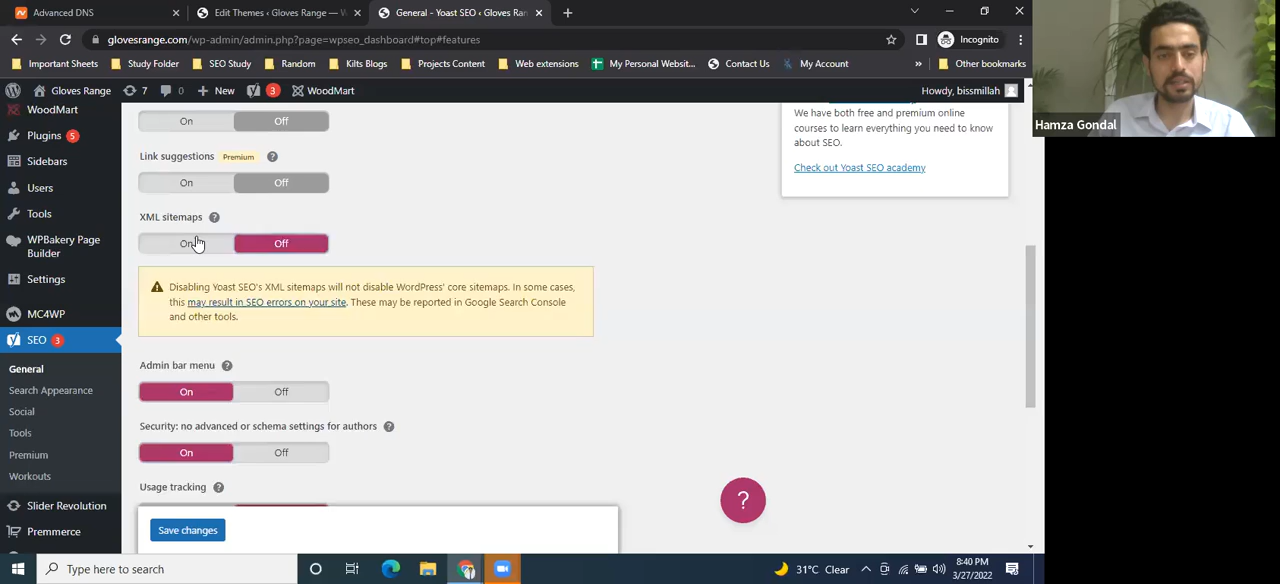 Advanced DNS
Edit Themes ‹ Gloves Range — W
General - Yoast SEO ‹ Gloves Ran
glovesrange.com/wp-admin/admin.php?page=wpseo_dashboard#top#features
Incognito
Important Sheets
Study Folder
SEO Study
Random
Kilts Blogs
Projects Content
Web extensions
My Personal Websit...
Contact Us
My Account
»
Other bookmarks
Gloves Range
7
0
+ New
3
WoodMart
Howdy, bissmillah
Hamza Gondal
WoodMart
Plugins 5
Sidebars
Users
Tools
WPBakery Page
Builder
Settings
MC4WP
SEO 3
General
Search Appearance
Social
Tools
Premium
Workouts
Slider Revolution
Premmerce
On Off
Link suggestions Premium ?
On Off
XML sitemaps ?
On Off
Disabling Yoast SEO's XML sitemaps will not disable WordPress' core sitemaps. In some cases,
this may result in SEO errors on your site. These may be reported in Google Search Console
and other tools.
Admin bar menu ?
On Off
Security: no advanced or schema settings for authors ?
On Off
Usage tracking ?
Save changes
We have both free and premium online
courses to learn everything you need to know
about SEO.
Check out Yoast SEO academy
?
Type here to search
31°C Clear
8:40 PM
3/27/2022